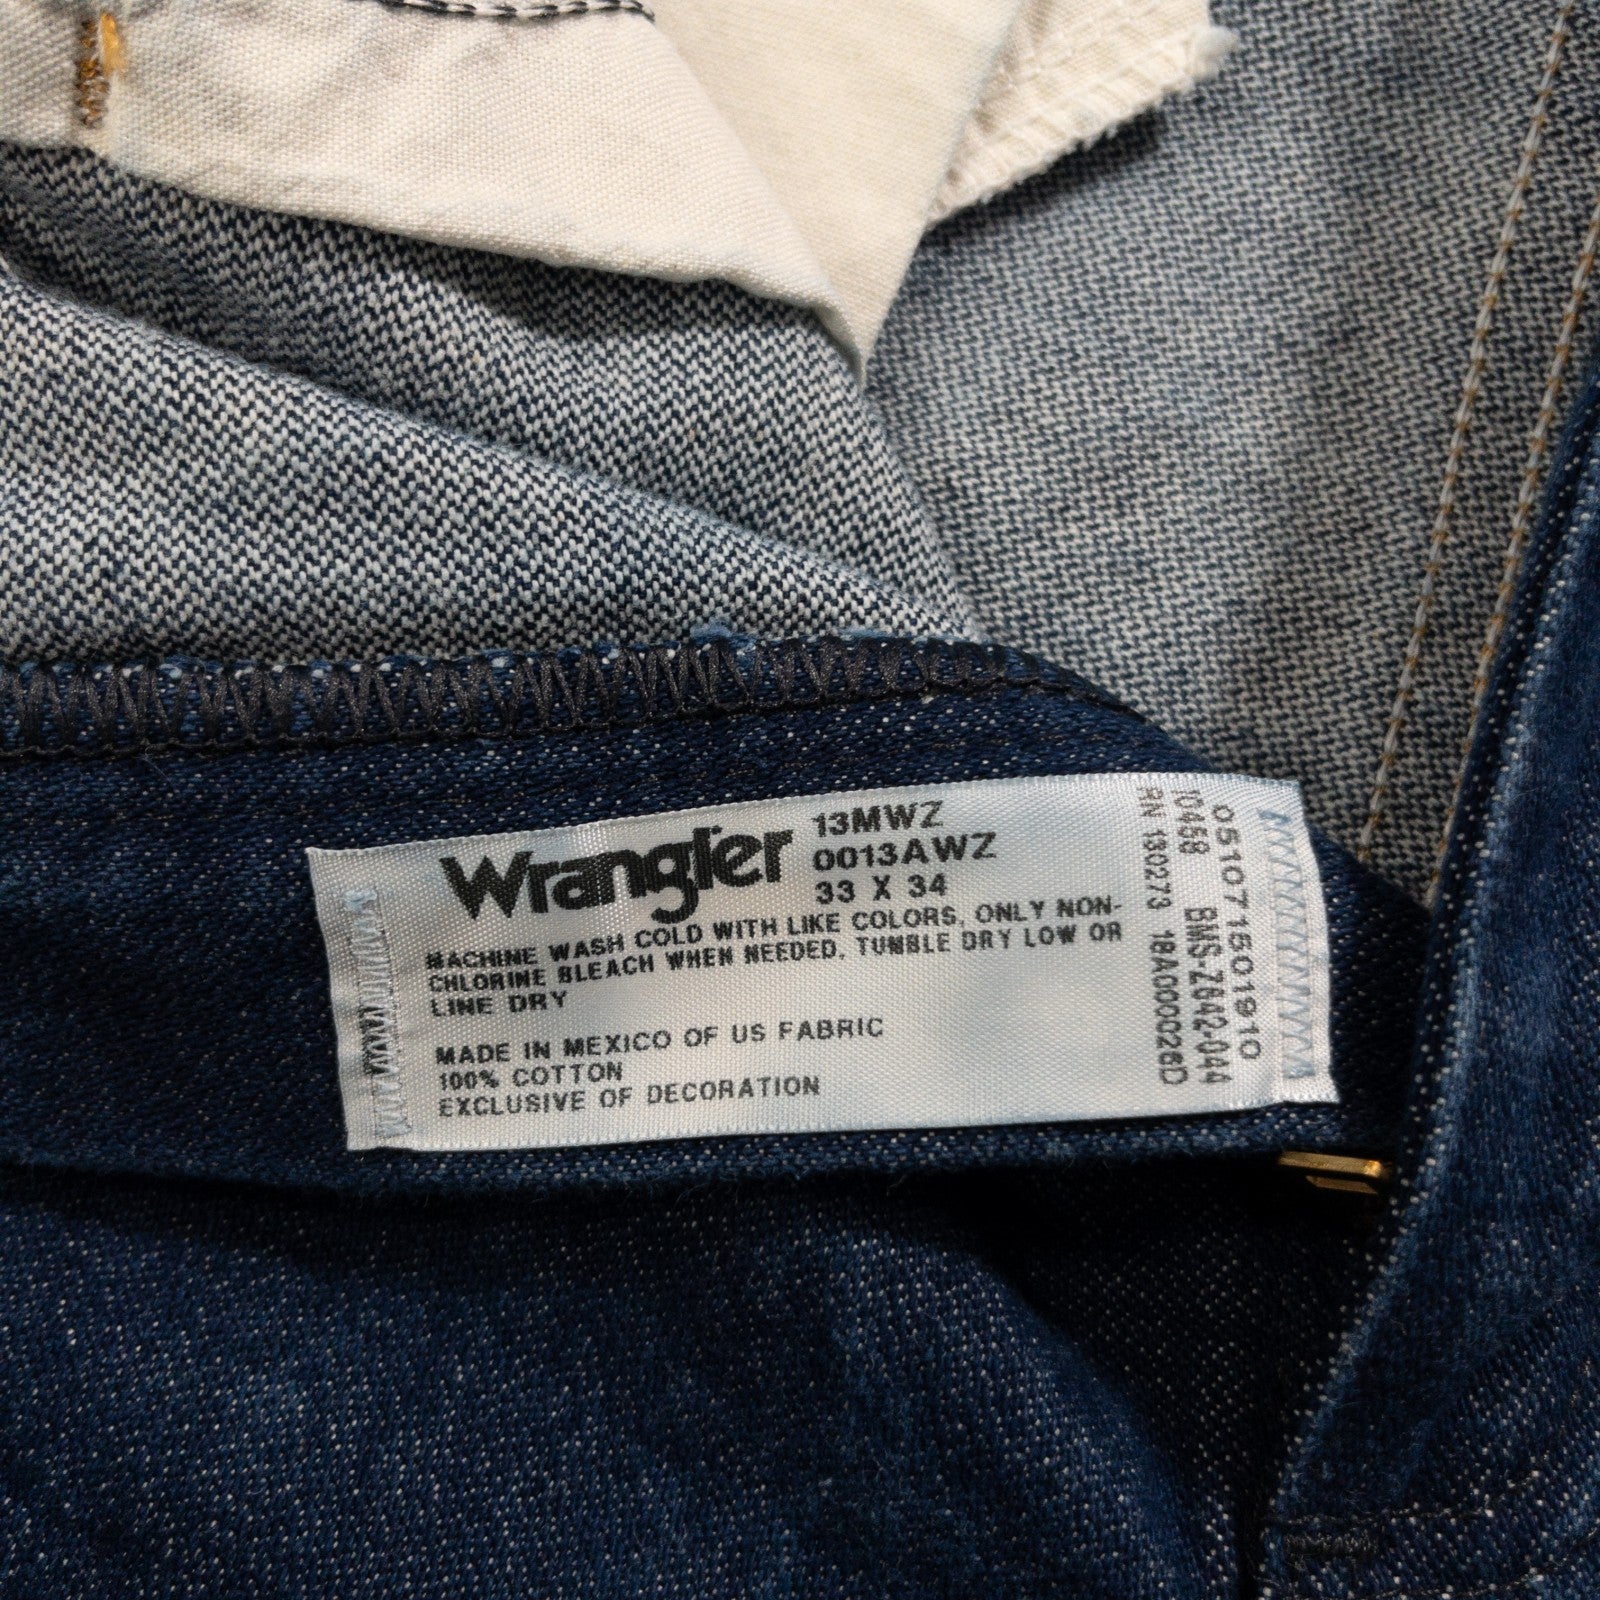 Wrangler
13MWZ
0013AWZ
33 X 34
MACHINE WASH COLD WITH LIKE COLORS, ONLY NON-
CHLORINE BLEACH WHEN NEEDED, TUMBLE DRY LOW OR
LINE DRY
MADE IN MEXICO OF US FABRIC
100% COTTON
EXCLUSIVE OF DECORATION
051071501910
10458 BMS-Z642-044
RN 130273 18A000026D